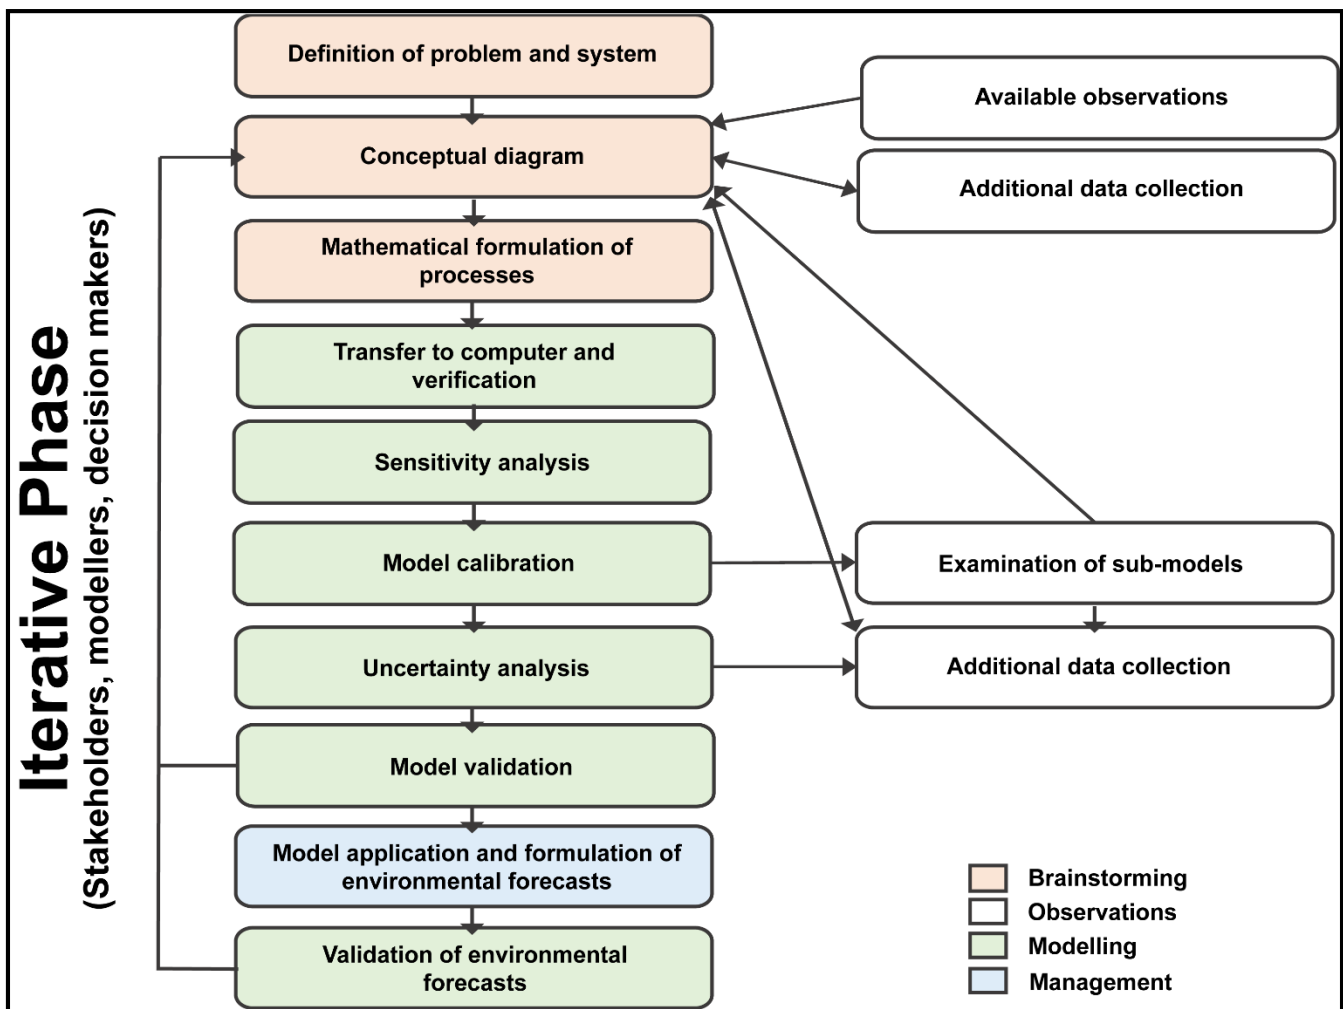 Iterative Phase
(Stakeholders, modellers, decision makers)
Definition of problem and system
Conceptual diagram
Mathematical formulation of
processes
Transfer to computer and
verification
Sensitivity analysis
Model calibration
Uncertainty analysis
Model validation
Model application and formulation of
environmental forecasts
Validation of environmental
forecasts
Available observations
Additional data collection
Examination of sub-models
Additional data collection
Brainstorming
Observations
Modelling
Management